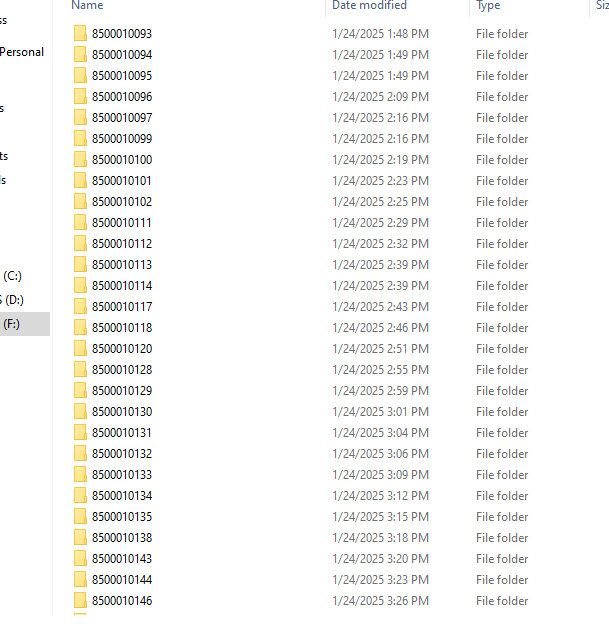 Name Date modified Type Siz
ss
8500010093 1/24/2025 1:48 PM File folder
Personal 8500010094 1/24/2025 1:49 PM File folder
8500010095 1/24/2025 1:49 PM File folder
8500010096 1/24/2025 2:09 PM File folder
s
8500010097 1/24/2025 2:16 PM File folder
8500010099 1/24/2025 2:16 PM File folder
ts 8500010100 1/24/2025 2:19 PM File folder
ls 8500010101 1/24/2025 2:23 PM File folder
8500010102 1/24/2025 2:25 PM File folder
8500010111 1/24/2025 2:29 PM File folder
8500010112 1/24/2025 2:32 PM File folder
8500010113 1/24/2025 2:39 PM File folder
(C:)
8500010114 1/24/2025 2:39 PM File folder
S (D:) 8500010117 1/24/2025 2:43 PM File folder
(F:) 8500010118 1/24/2025 2:46 PM File folder
8500010120 1/24/2025 2:51 PM File folder
8500010128 1/24/2025 2:55 PM File folder
8500010129 1/24/2025 2:59 PM File folder
8500010130 1/24/2025 3:01 PM File folder
8500010131 1/24/2025 3:04 PM File folder
8500010132 1/24/2025 3:06 PM File folder
8500010133 1/24/2025 3:09 PM File folder
8500010134 1/24/2025 3:12 PM File folder
8500010135 1/24/2025 3:15 PM File folder
8500010138 1/24/2025 3:18 PM File folder
8500010143 1/24/2025 3:20 PM File folder
8500010144 1/24/2025 3:23 PM File folder
8500010146 1/24/2025 3:26 PM File folder